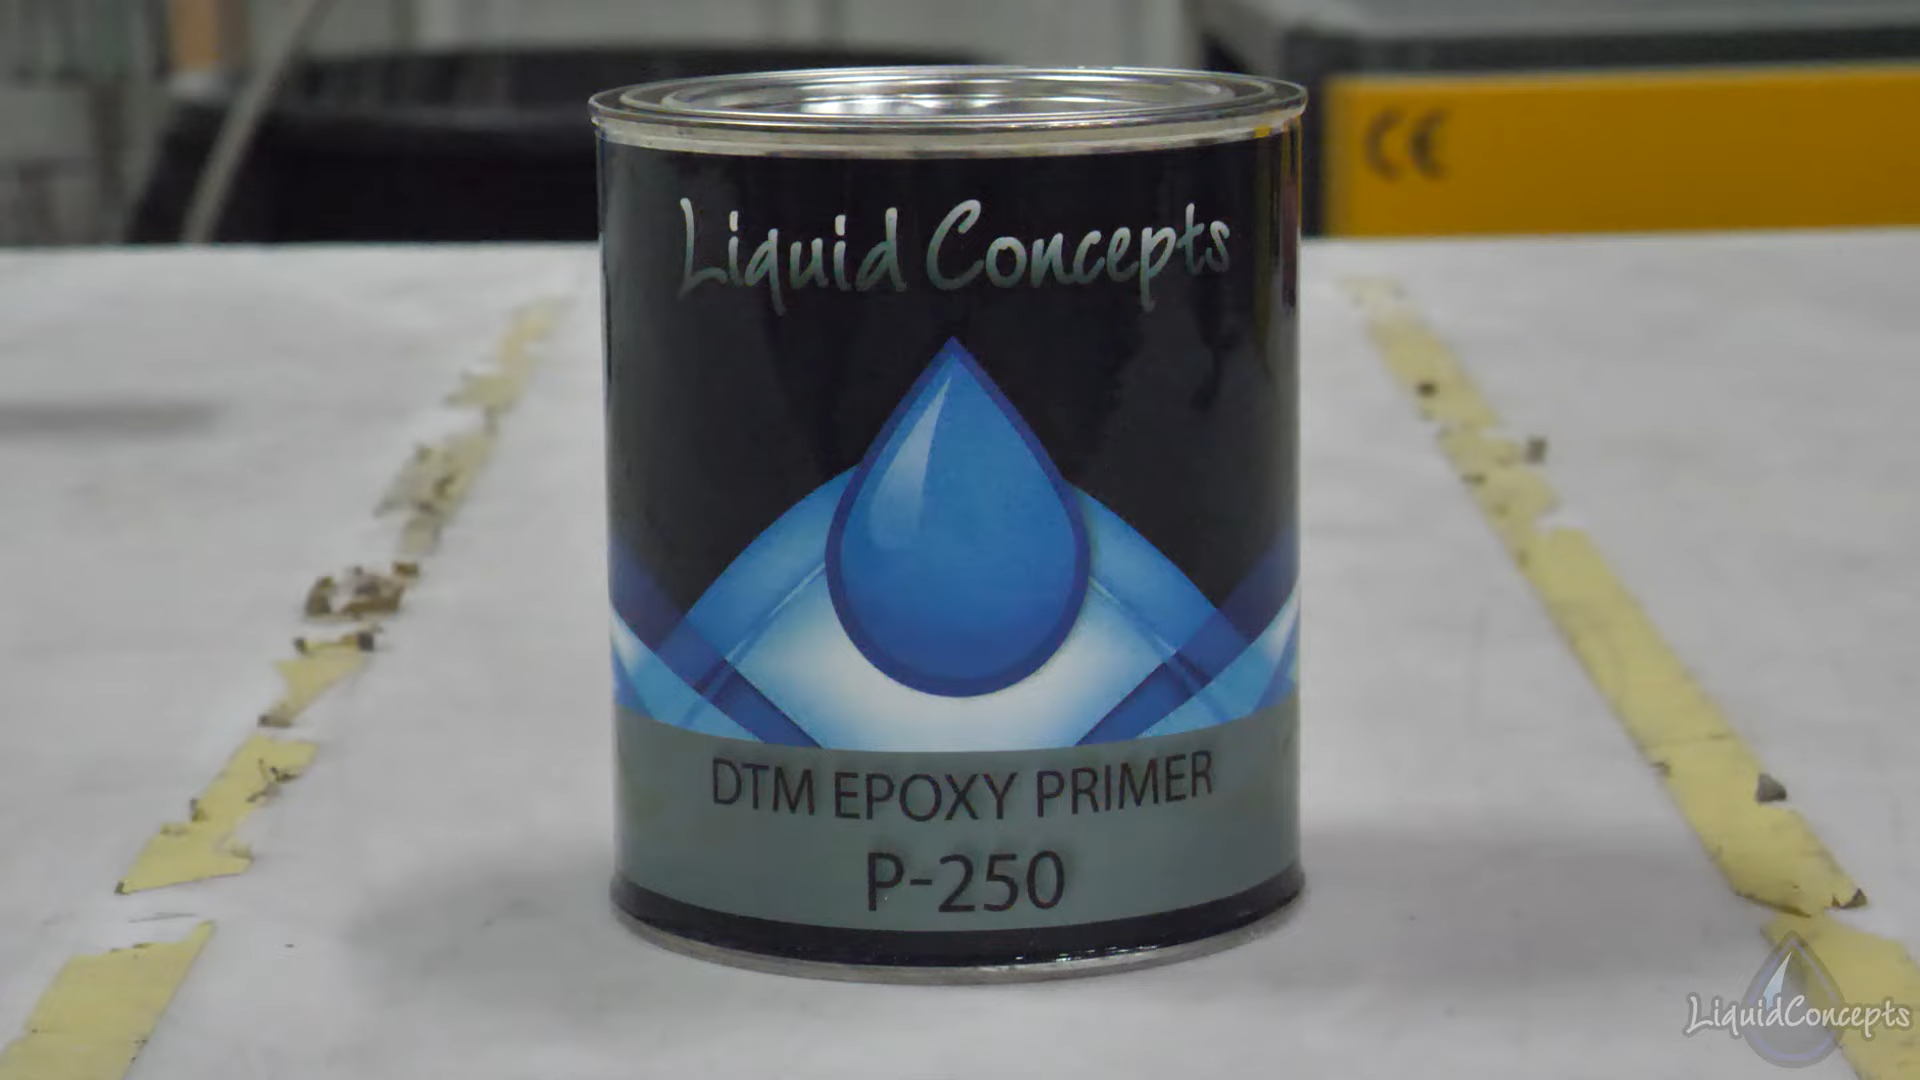 CE
Liquid Concepts
DTM EPOXY PRIMER
P-250
LiquidConcepts